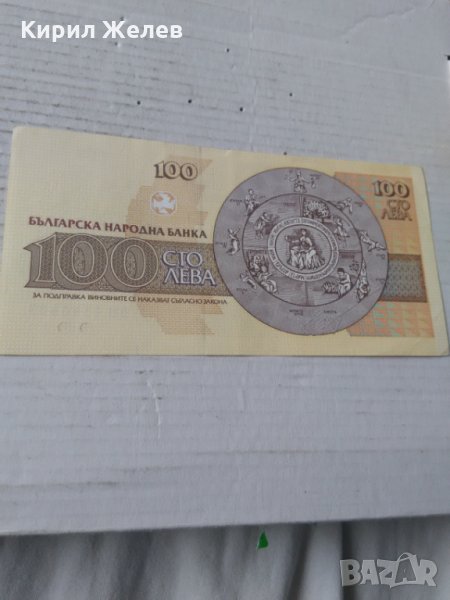 Кирил Желев
100
БЪЛГАРСКА НАРОДНА БАНКА
100 СТО
ЛЕВА
ЗА ПОДПРАВКА ВИНОВНИТЕ СЕ НАКАЗВАТ СЪГЛАСНО ЗАКОНА
100
СТО
ЛЕВА
BAZAR